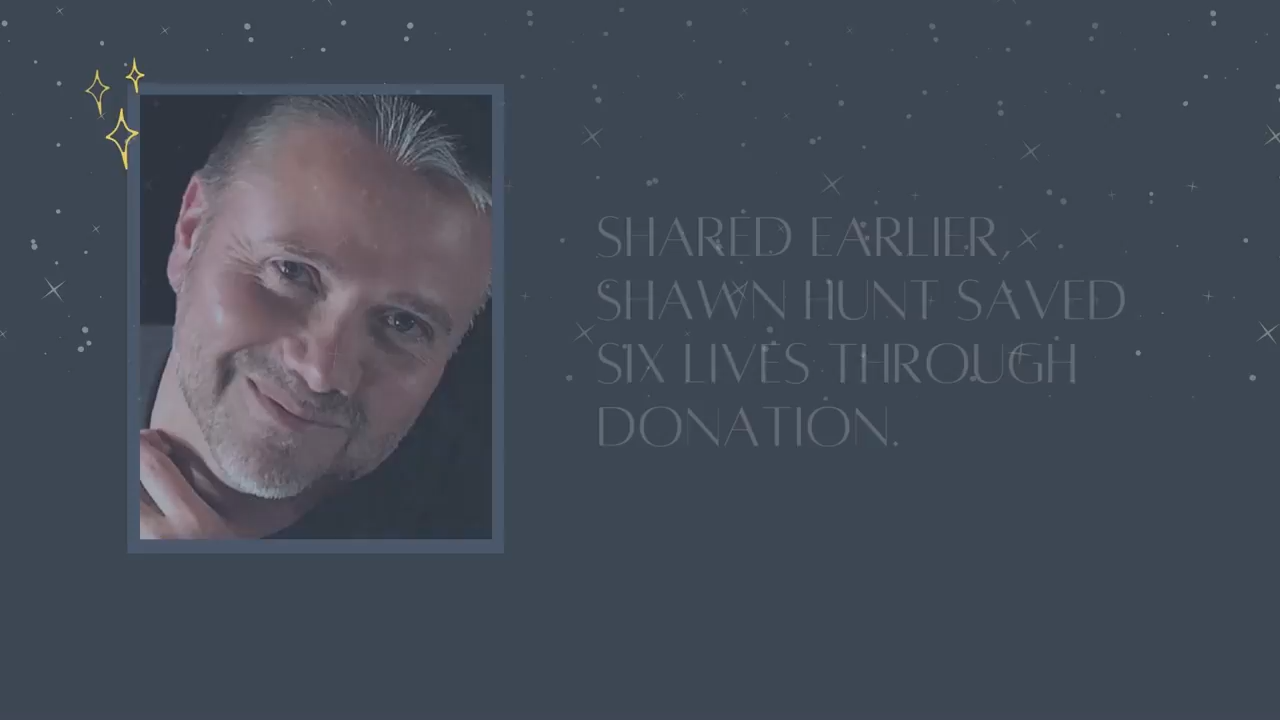 SHARED EARLIER,
SHAWN HUNT SAVED
SIX LIVES THROUGH
DONATION.